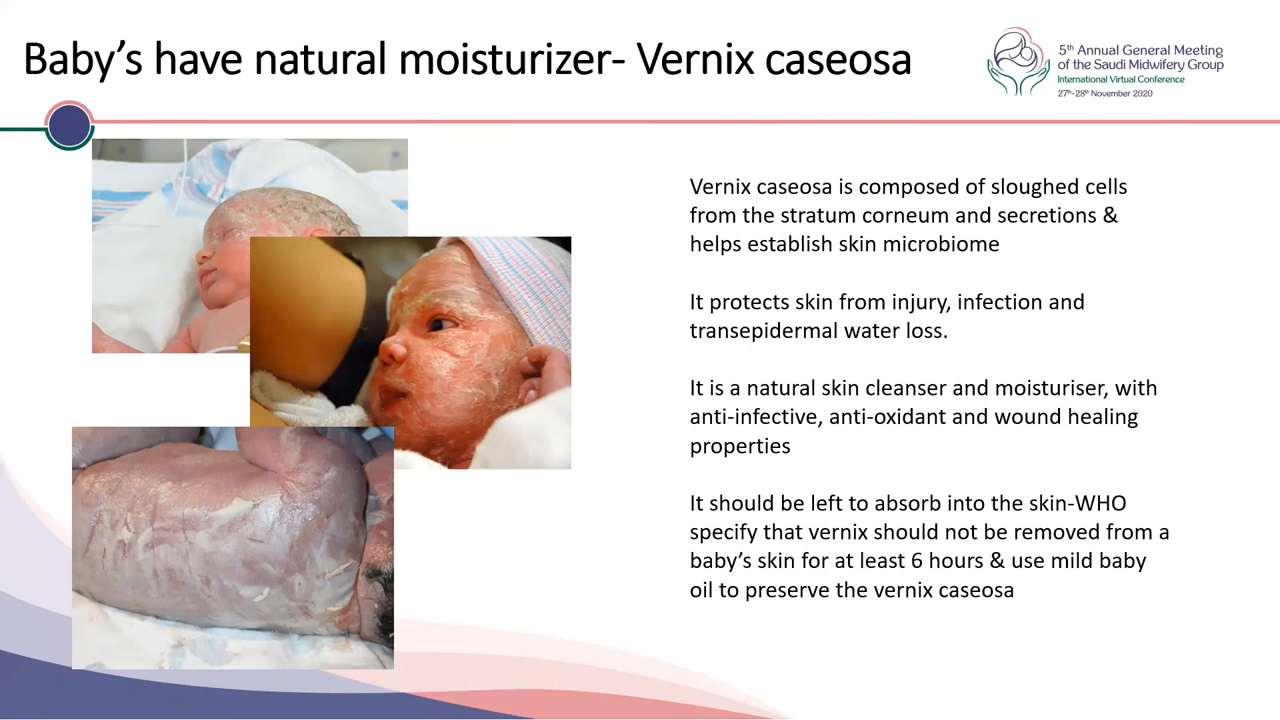 Baby's have natural moisturizer- Vernix caseosa
5th Annual General Meeting
of the Saudi Midwifery Group
International Virtual Conference
27th-28th November 2020
Vernix caseosa is composed of sloughed cells
from the stratum corneum and secretions &
helps establish skin microbiome
It protects skin from injury, infection and
transepidermal water loss.
It is a natural skin cleanser and moisturiser, with
anti-infective, anti-oxidant and wound healing
properties
It should be left to absorb into the skin-WHO
specify that vernix should not be removed from a
baby's skin for at least 6 hours & use mild baby
oil to preserve the vernix caseosa